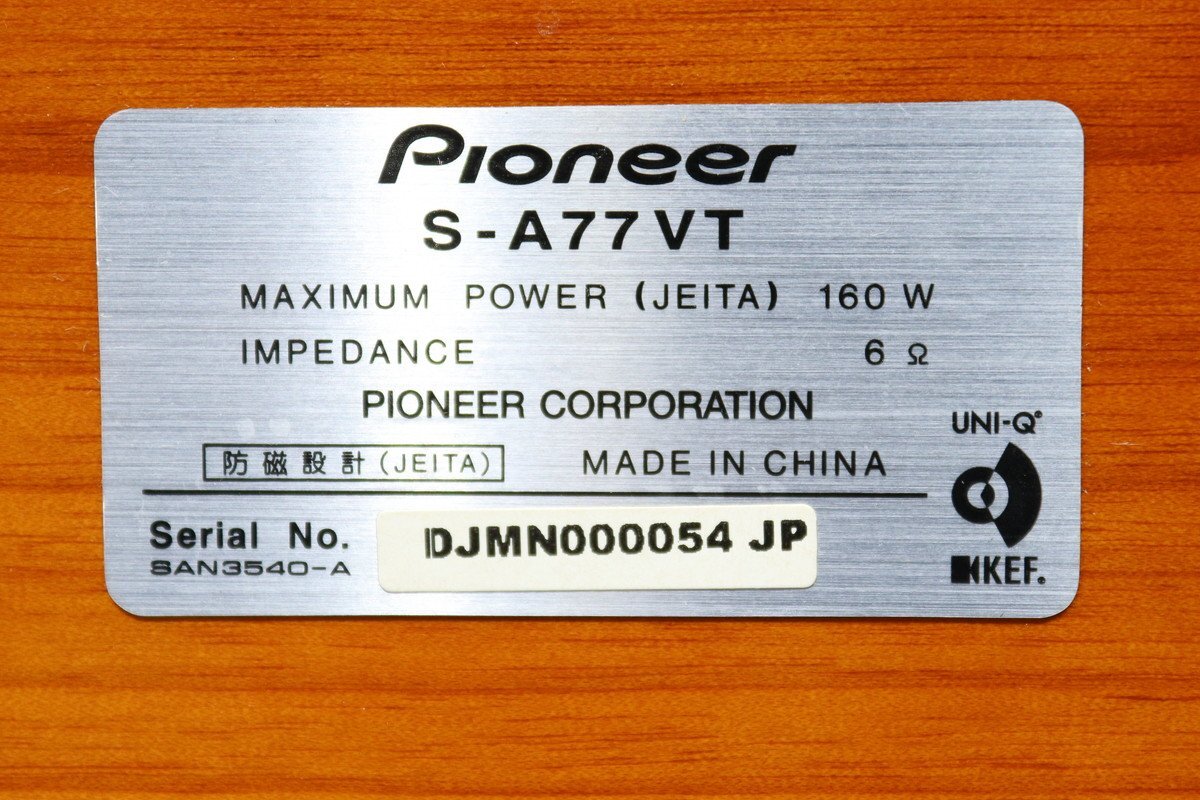 Pioneer
S-A77VT
MAXIMUM POWER (JEITA) 160 W
IMPEDANCE 6 Ω
PIONEER CORPORATION
防磁設計(JEITA) MADE IN CHINA
UNI-Q®
Serial No. DJMN000054 JP
SAN3540-A
KEF®